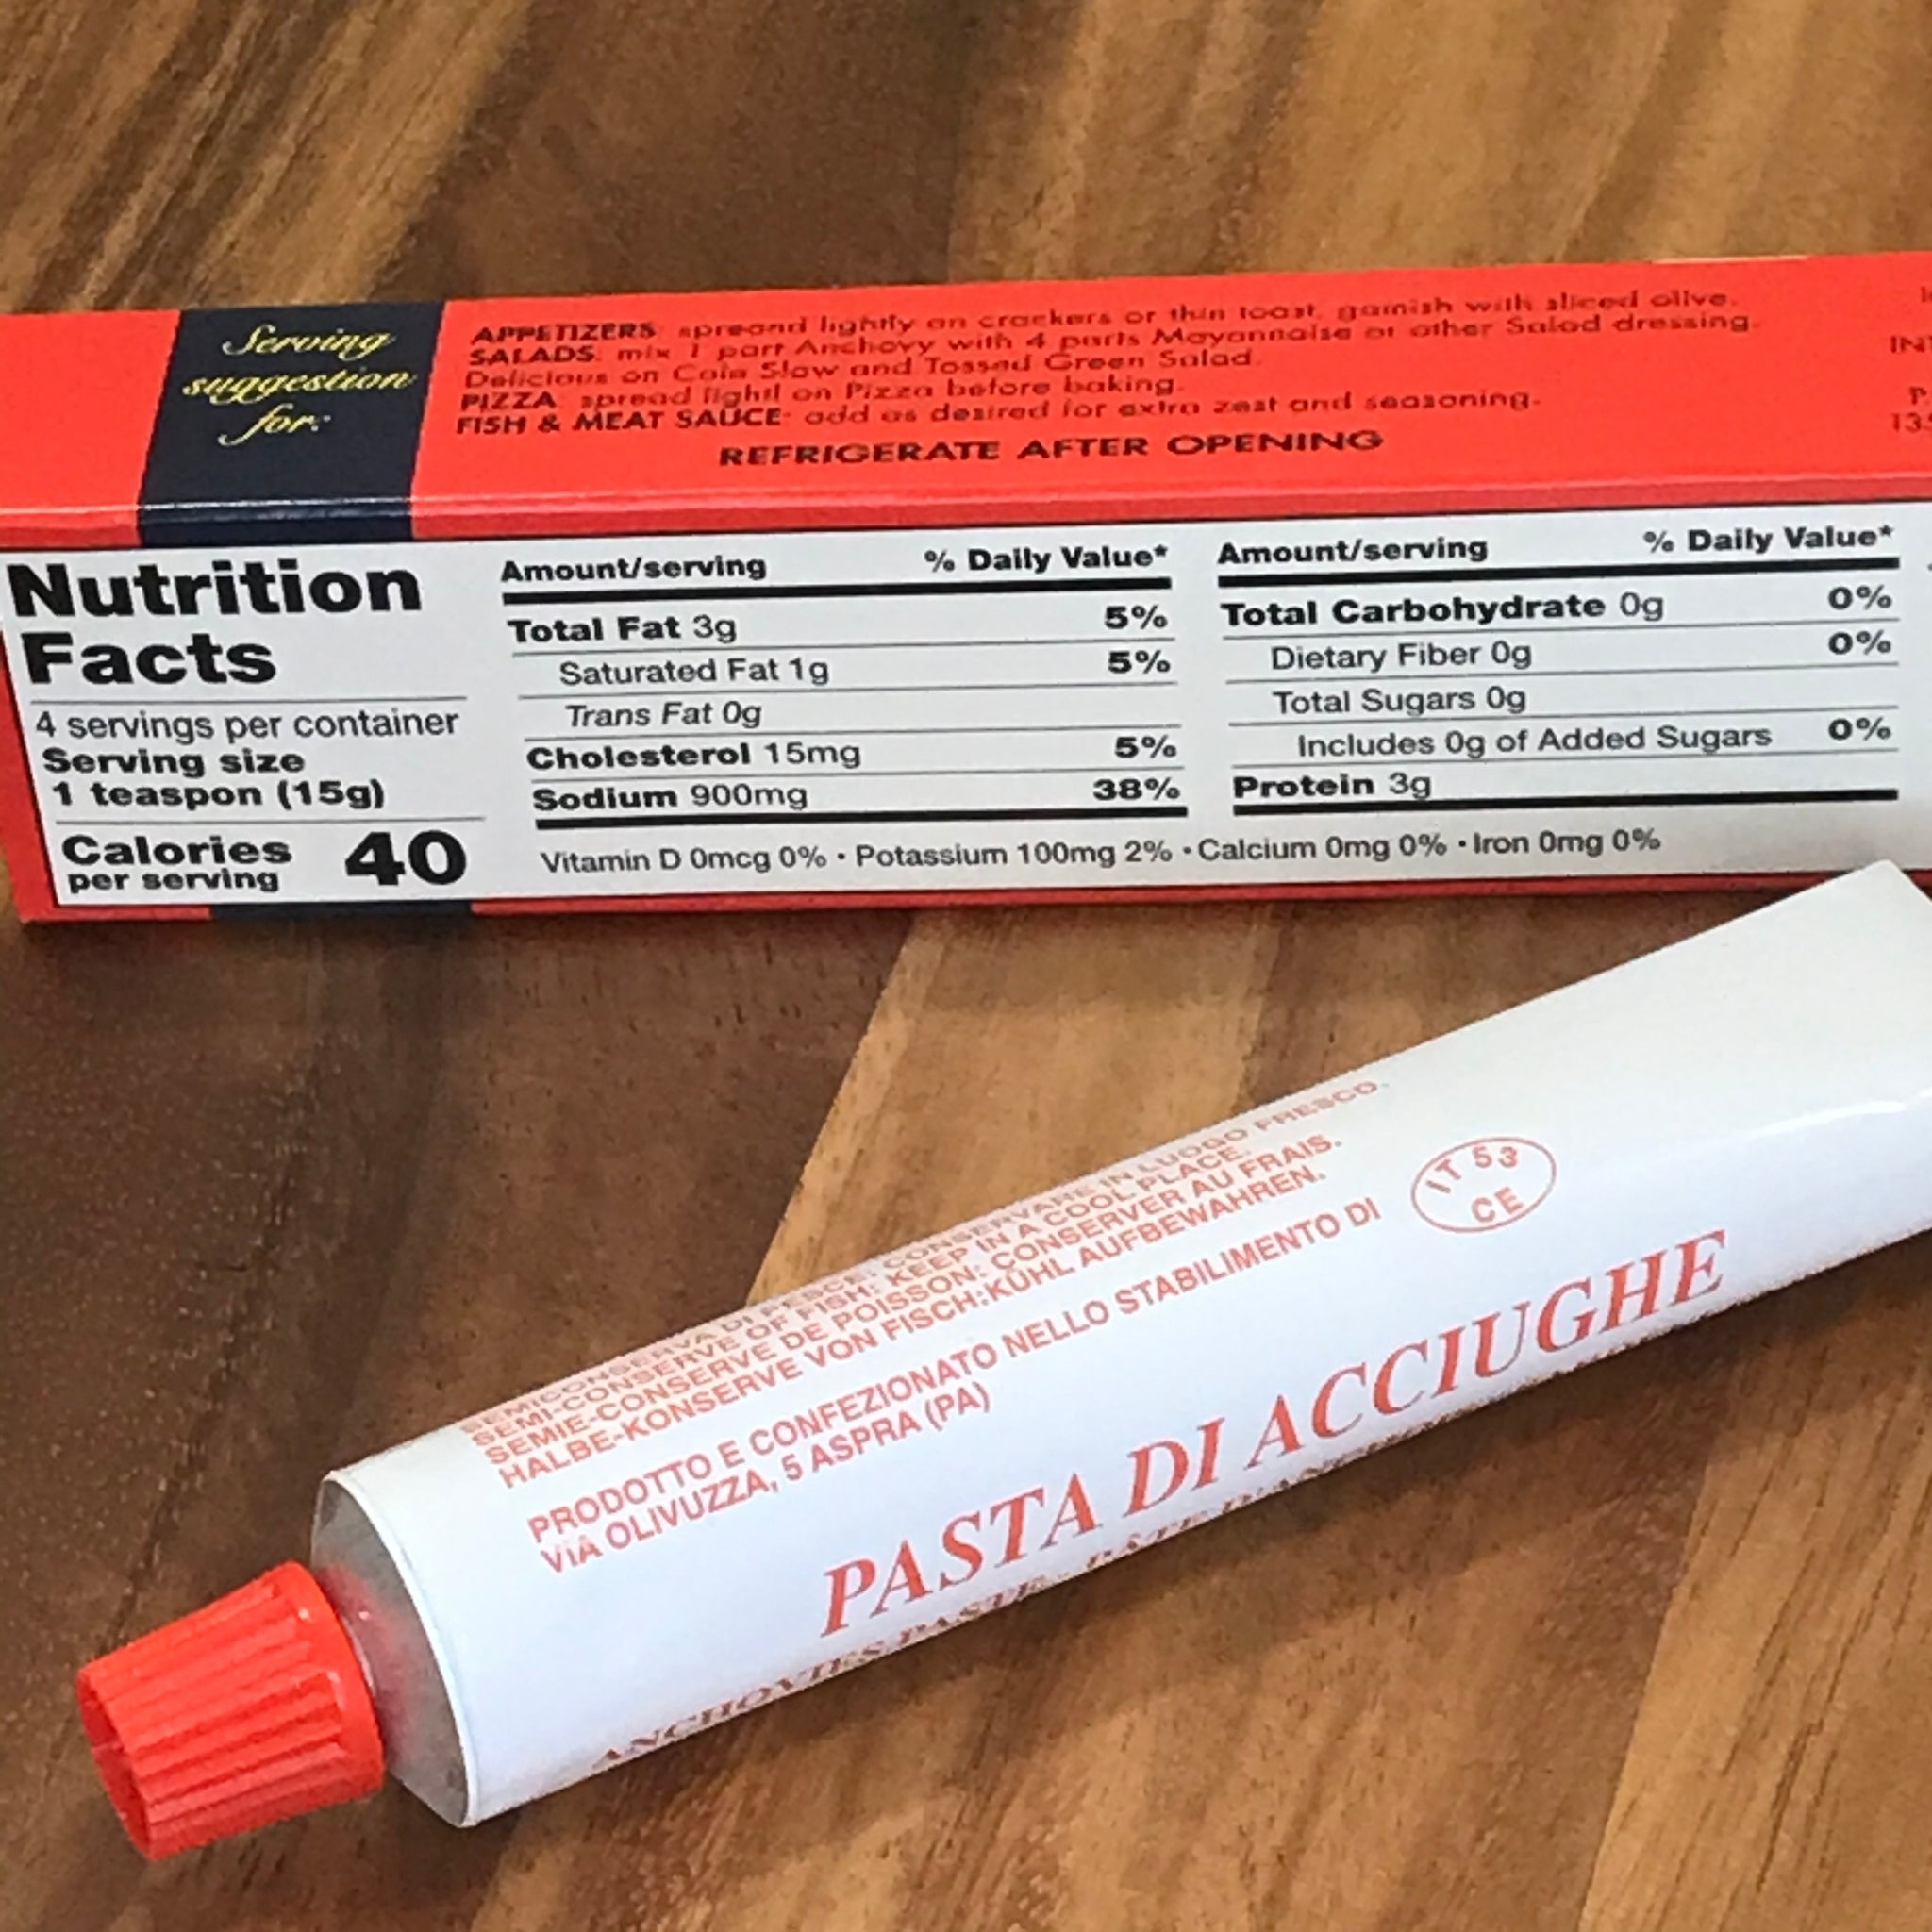 Serving
suggestion
for:
APPETIZERS spreand lightly on crackers or thin toast, garnish with sliced olive.
SALADS: mix 1 part Anchovy with 4 parts Mayannaise or other Salad dressing.
Delicious on Cole Slaw and Tossed Green Salad.
PIZZA spread lightl on Pizza before baking.
FISH & MEAT SAUCE- add as desired for extra zest and seasoning.
REFRIGERATE AFTER OPENING
Nutrition
Facts
4 servings per container
Serving size
1 teaspon (15g)
Calories 40
per serving
Amount/serving % Daily Value*
Total Fat 3g 5%
Saturated Fat 1g 5%
Trans Fat 0g
Cholesterol 15mg 5%
Sodium 900mg 38%
Amount/serving % Daily Value*
Total Carbohydrate 0g 0%
Dietary Fiber 0g 0%
Total Sugars 0g
Includes 0g of Added Sugars 0%
Protein 3g
Vitamin D 0mcg 0% • Potassium 100mg 2% • Calcium 0mg 0% • Iron 0mg 0%
SEMICONSERVA DI PESCE: CONSERVARE IN LUOGO FRESCO.
SEMI-CONSERVE OF FISH: KEEP IN A COOL PLACE.
SEMIE-CONSERVE DE POISSON: CONSERVER AU FRAIS.
HALBE-KONSERVE VON FISCH: KÜHL AUFBEWAHREN.
PRODOTTO E CONFEZIONATO NELLO STABILIMENTO DI
VIA OLIVUZZA, 5 ASPRA (PA)
IT 53
CE
PASTA DI ACCIUGHE
ANCHOVIES PASTE - PÂTE